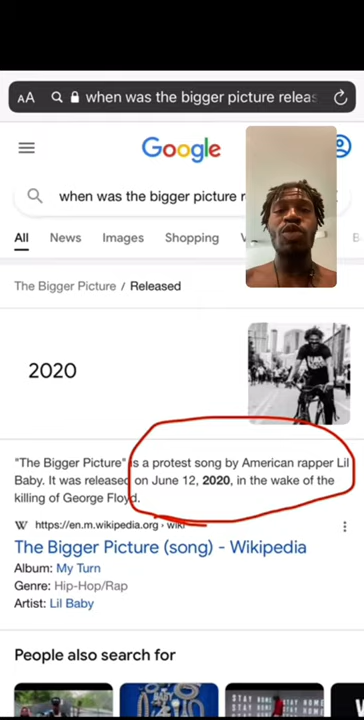 AA when was the bigger picture releas
Google
when was the bigger picture r
All News Images Shopping
The Bigger Picture / Released
2020
"The Bigger Picture" is a protest song by American rapper Lil
Baby. It was released on June 12, 2020, in the wake of the
killing of George Floyd.
W https://en.m.wikipedia.org › wiki
The Bigger Picture (song) - Wikipedia
Album: My Turn
Genre: Hip-Hop/Rap
Artist: Lil Baby
People also search for
STAY HOME